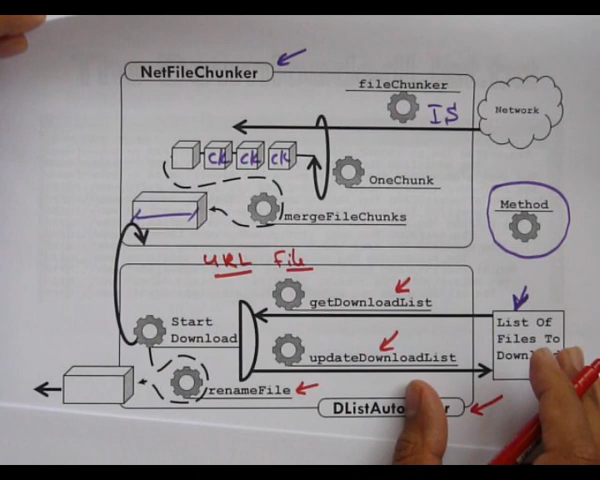 NetFileChunker
fileChunker
IS
Network
ck ck ck
OneChunk
mergeFileChunks
Method
URL File
getDownloadList
Start
Download
updateDownloadList
List Of
Files To
renameFile